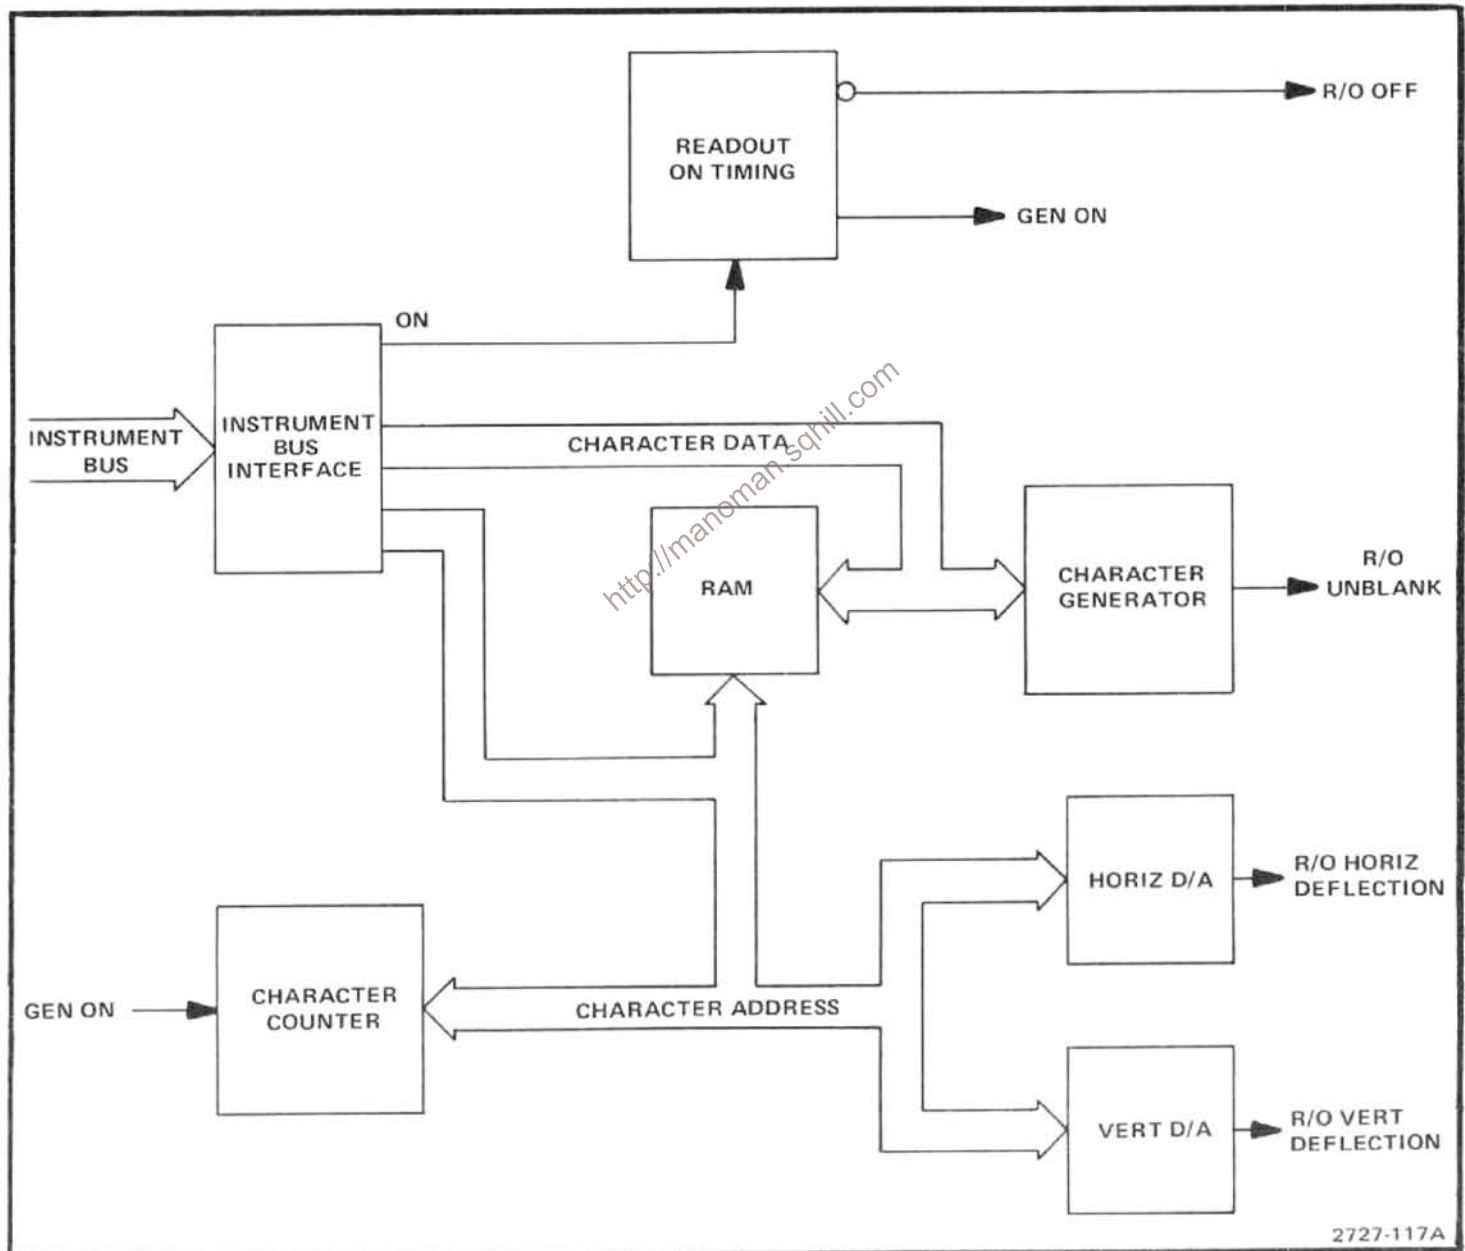 READOUT
ON TIMING
R/O OFF
GEN ON
ON
INSTRUMENT
BUS
INSTRUMENT
BUS
INTERFACE
CHARACTER DATA
RAM
CHARACTER
GENERATOR
R/O
UNBLANK
http://manoman.sqhill.com
HORIZ D/A
R/O HORIZ
DEFLECTION
GEN ON
CHARACTER
COUNTER
CHARACTER ADDRESS
VERT D/A
R/O VERT
DEFLECTION
2727-117A